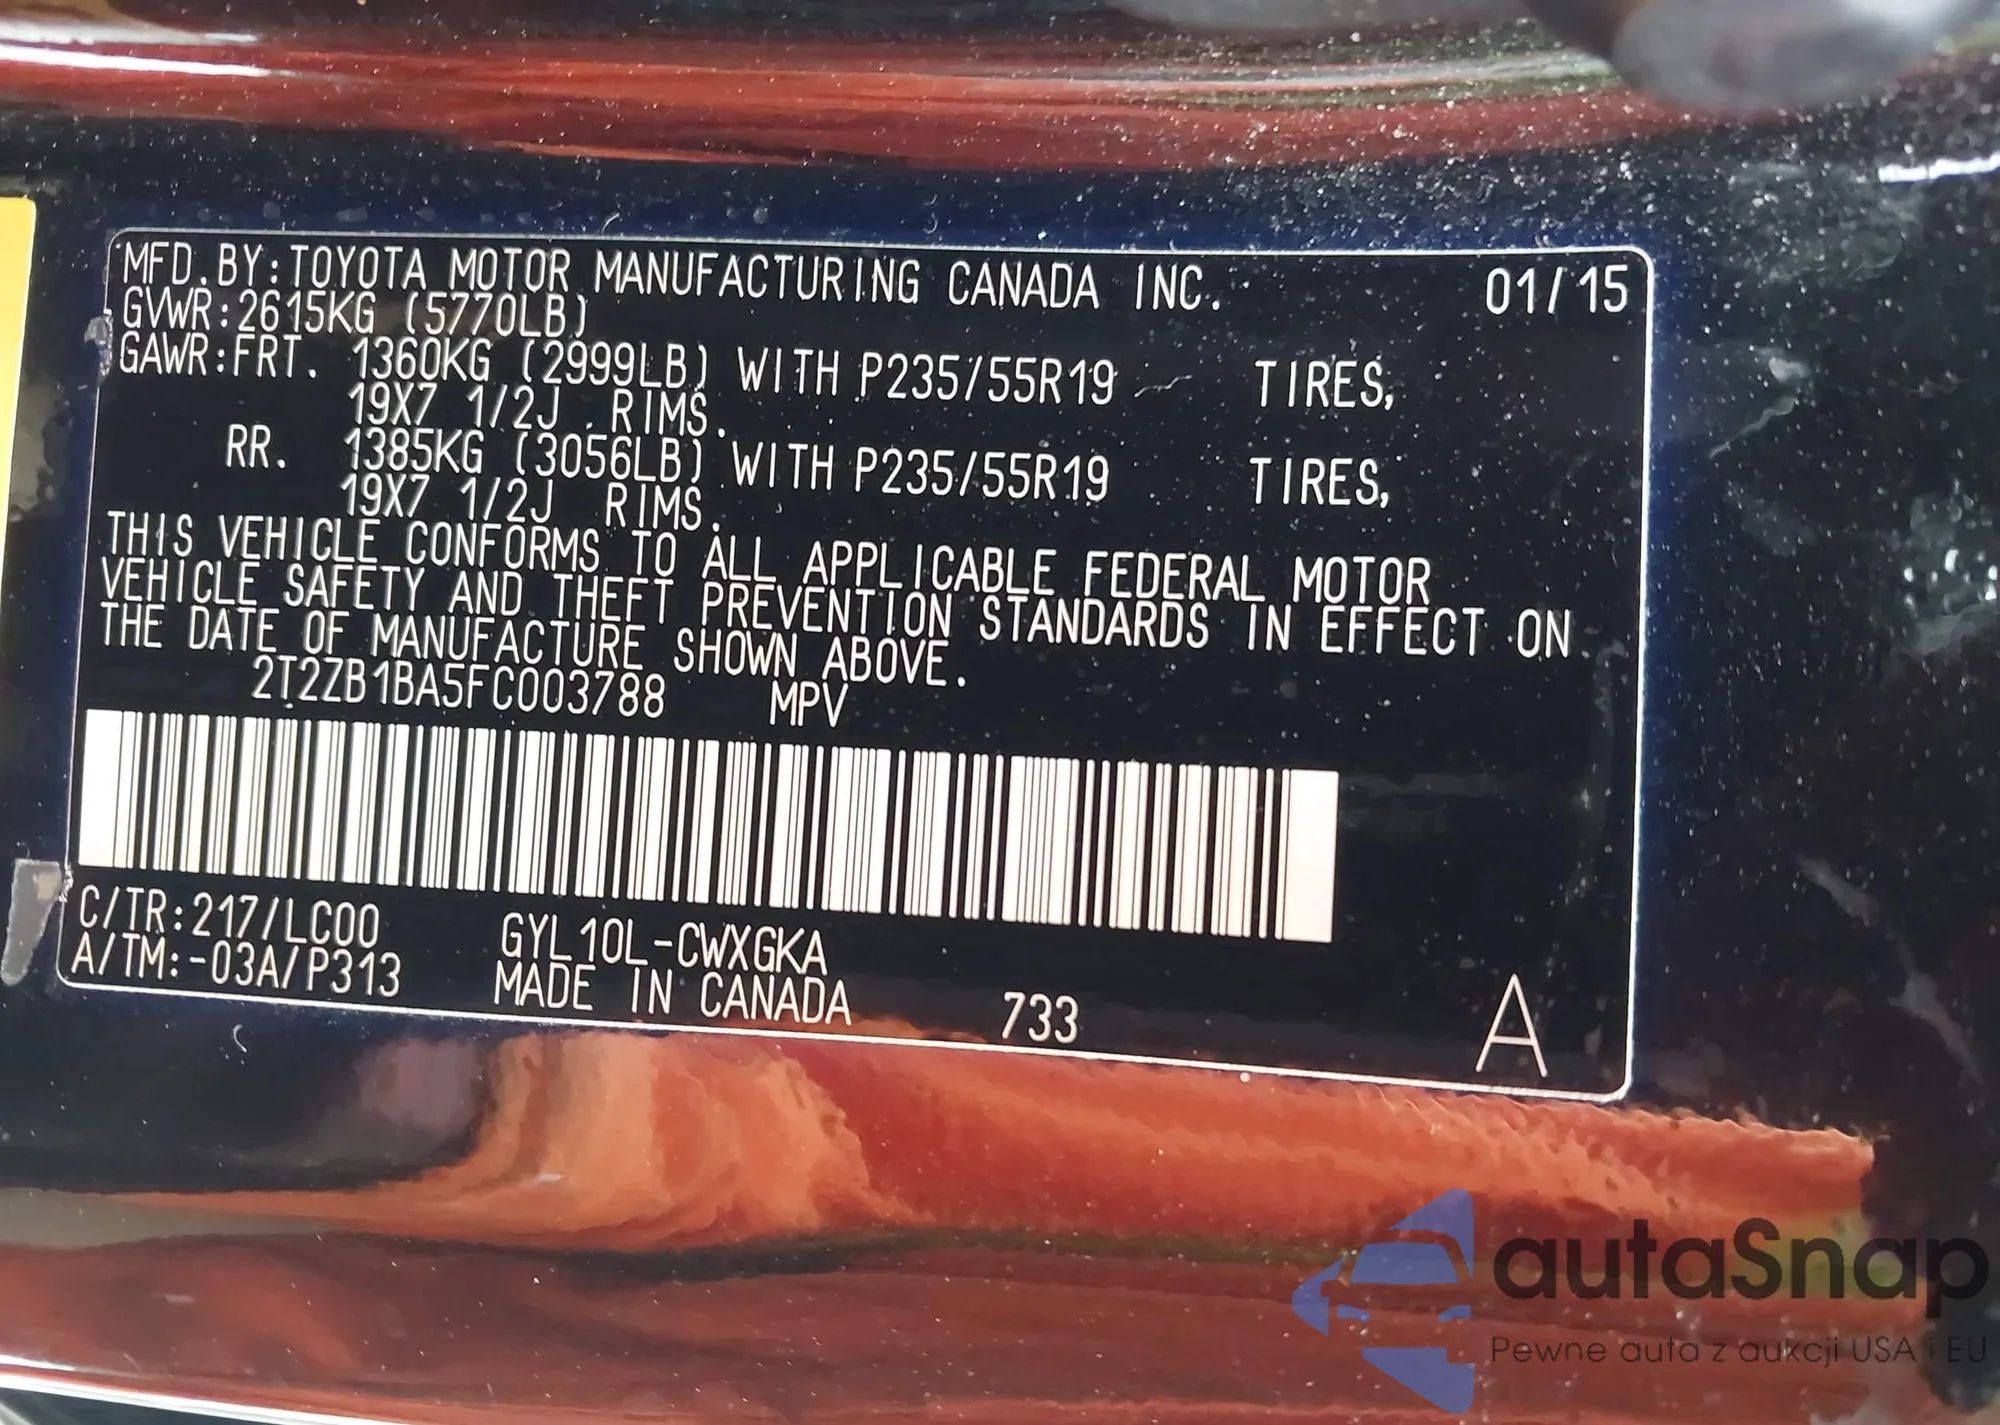 MFD.BY:TOYOTA MOTOR MANUFACTURING CANADA INC. 01/15
GVWR:2615KG (5770LB)
GAWR:FRT. 1360KG (2999LB) WITH P235/55R19 TIRES,
19X7 1/2J RIMS.
RR. 1385KG (3056LB) WITH P235/55R19 TIRES,
19X7 1/2J RIMS.
THIS VEHICLE CONFORMS TO ALL APPLICABLE FEDERAL MOTOR
VEHICLE SAFETY AND THEFT PREVENTION STANDARDS IN EFFECT ON
THE DATE OF MANUFACTURE SHOWN ABOVE.
2T2ZB1BA5FC003788 MPV
C/TR:217/LC00 GYL10L-CWXGKA
A/TM:-03A/P313 MADE IN CANADA 733 A
autaSnap
Pewne auta z aukcji USA i EU